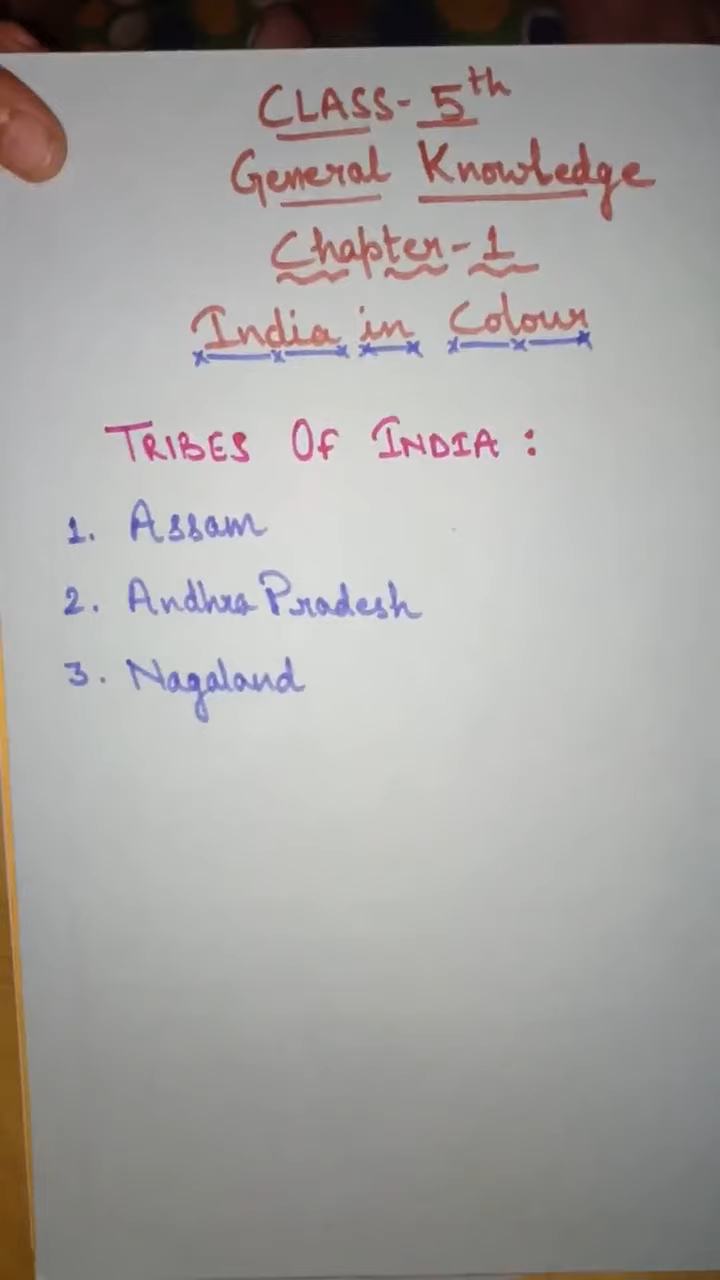 CLASS- 5th
General Knowledge
Chapter-1
India in Colour
TRIBES OF INDIA :
1. Assam
2. Andhra Pradesh
3. Nagaland